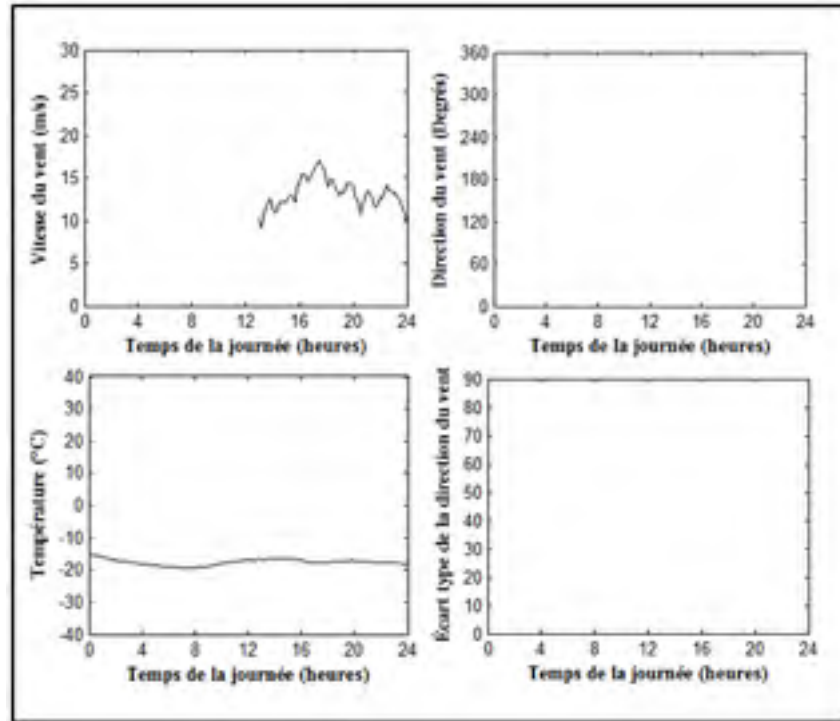 30
25
20
15
10
5
0
Vitesse du vent (m/s)
0 4 8 12 16 20 24
Temps de la journée (heures)
360
300
240
180
120
60
0
Direction du vent (Degrés)
0 4 8 12 16 20 24
Temps de la journée (heures)
40
30
20
10
0
-10
-20
-30
-40
Température (°C)
0 4 8 12 16 20 24
Temps de la journée (heures)
90
80
70
60
50
40
30
20
10
0
Écart type de la direction du vent
0 4 8 12 16 20 24
Temps de la journée (heures)